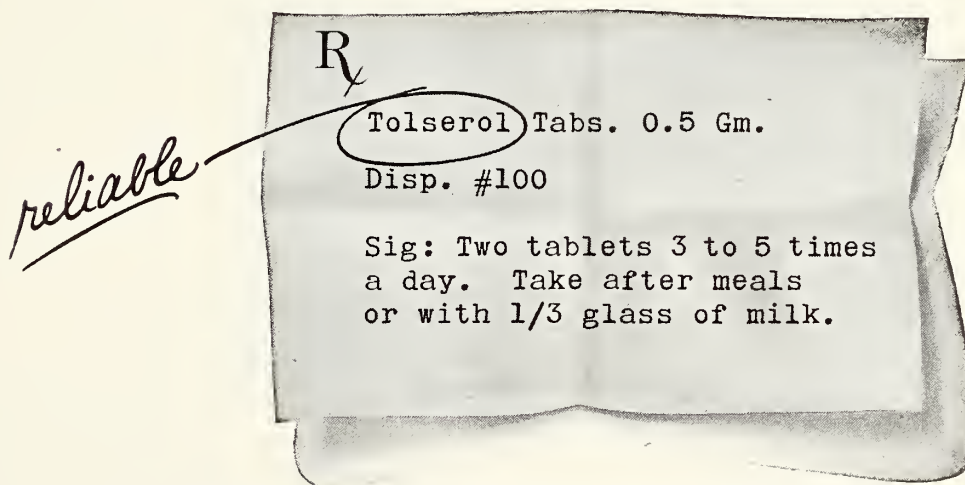 Rx
Tolserol Tabs. 0.5 Gm.
reliable
Disp. #100
Sig: Two tablets 3 to 5 times
a day. Take after meals
or with 1/3 glass of milk.